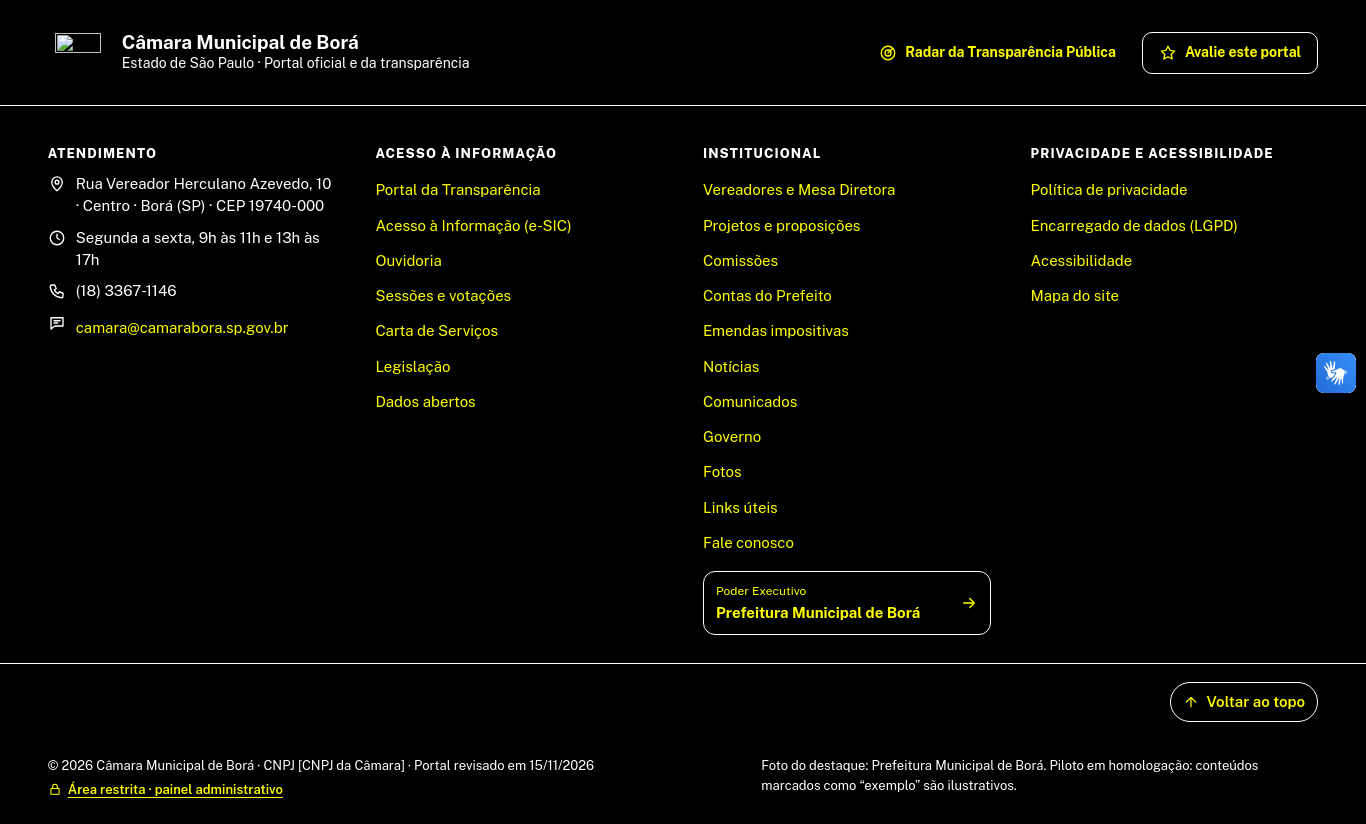 Câmara Municipal de Borá
Estado de São Paulo · Portal oficial e da transparência
Radar da Transparência Pública
Avalie este portal
ATENDIMENTO
Rua Vereador Herculano Azevedo, 10
· Centro · Borá (SP) · CEP 19740-000
Segunda a sexta, 9h às 11h e 13h às
17h
(18) 3367-1146
camara@camarabora.sp.gov.br
ACESSO À INFORMAÇÃO
Portal da Transparência
Acesso à Informação (e-SIC)
Ouvidoria
Sessões e votações
Carta de Serviços
Legislação
Dados abertos
INSTITUCIONAL
Vereadores e Mesa Diretora
Projetos e proposições
Comissões
Contas do Prefeito
Emendas impositivas
Notícias
Comunicados
Governo
Fotos
Links úteis
Fale conosco
Poder Executivo
Prefeitura Municipal de Borá
PRIVACIDADE E ACESSIBILIDADE
Política de privacidade
Encarregado de dados (LGPD)
Acessibilidade
Mapa do site
Voltar ao topo
© 2026 Câmara Municipal de Borá · CNPJ [CNPJ da Câmara] · Portal revisado em 15/11/2026
Área restrita · painel administrativo
Foto do destaque: Prefeitura Municipal de Borá. Piloto em homologação: conteúdos
marcados como “exemplo” são ilustrativos.